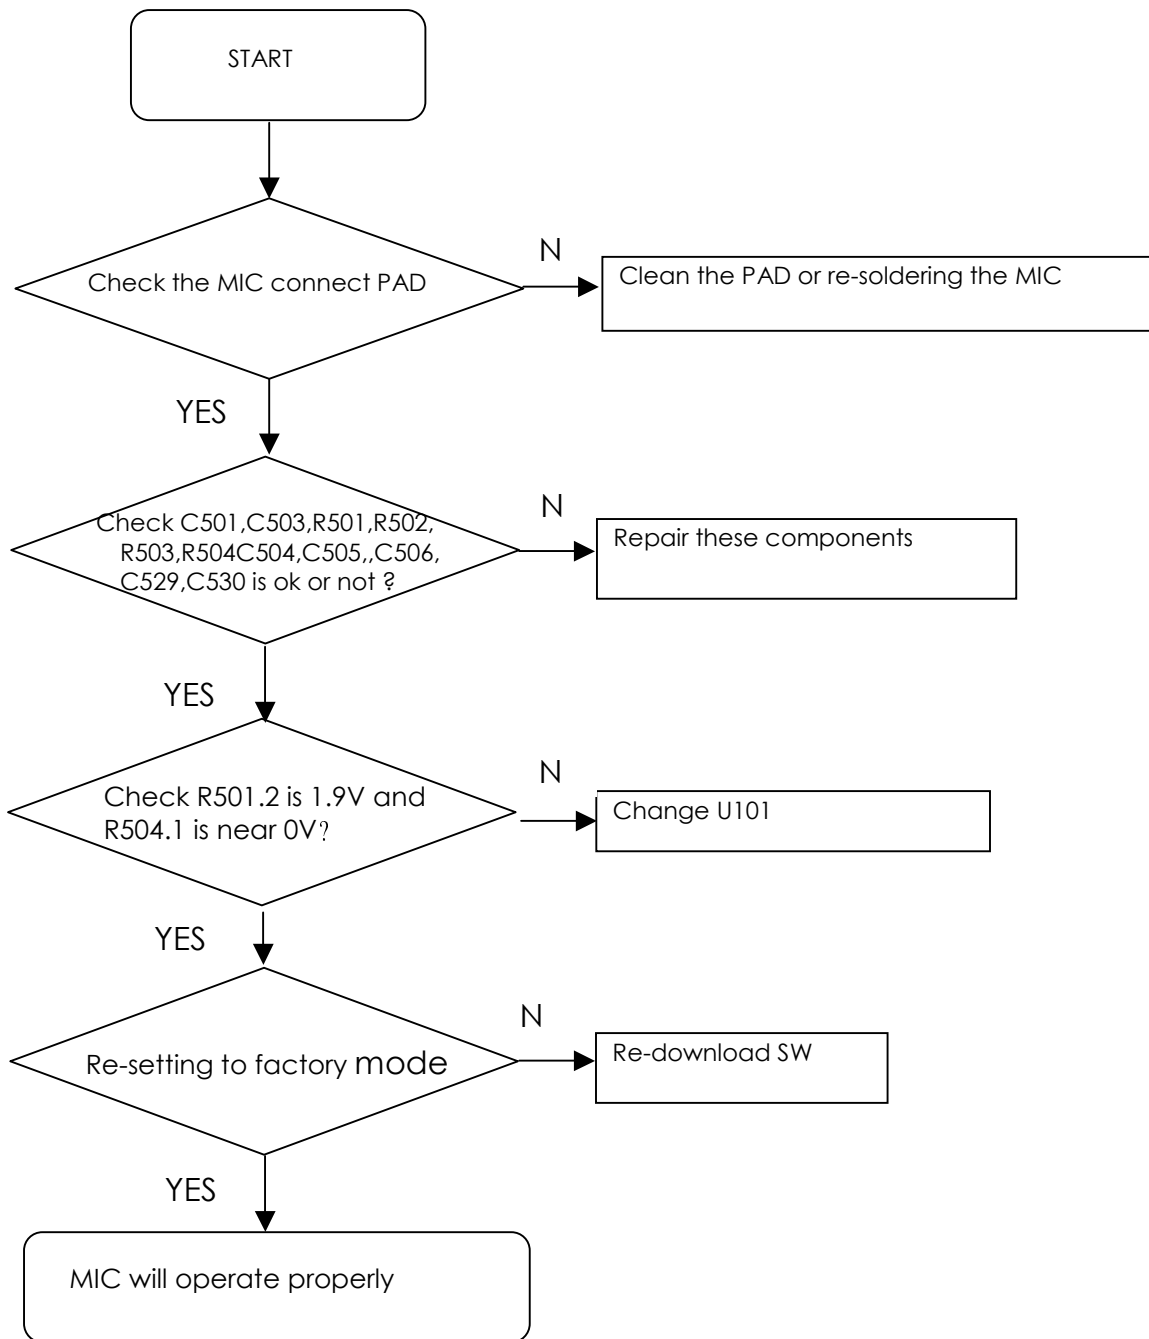 START
Check the MIC connect PAD
N
Clean the PAD or re-soldering the MIC
YES
Check C501,C503,R501,R502,
R503,R504C504,C505,,C506,
C529,C530 is ok or not ?
N
Repair these components
YES
Check R501.2 is 1.9V and
R504.1 is near 0V?
N
Change U101
YES
Re-setting to factory mode
N
Re-download SW
YES
MIC will operate properly